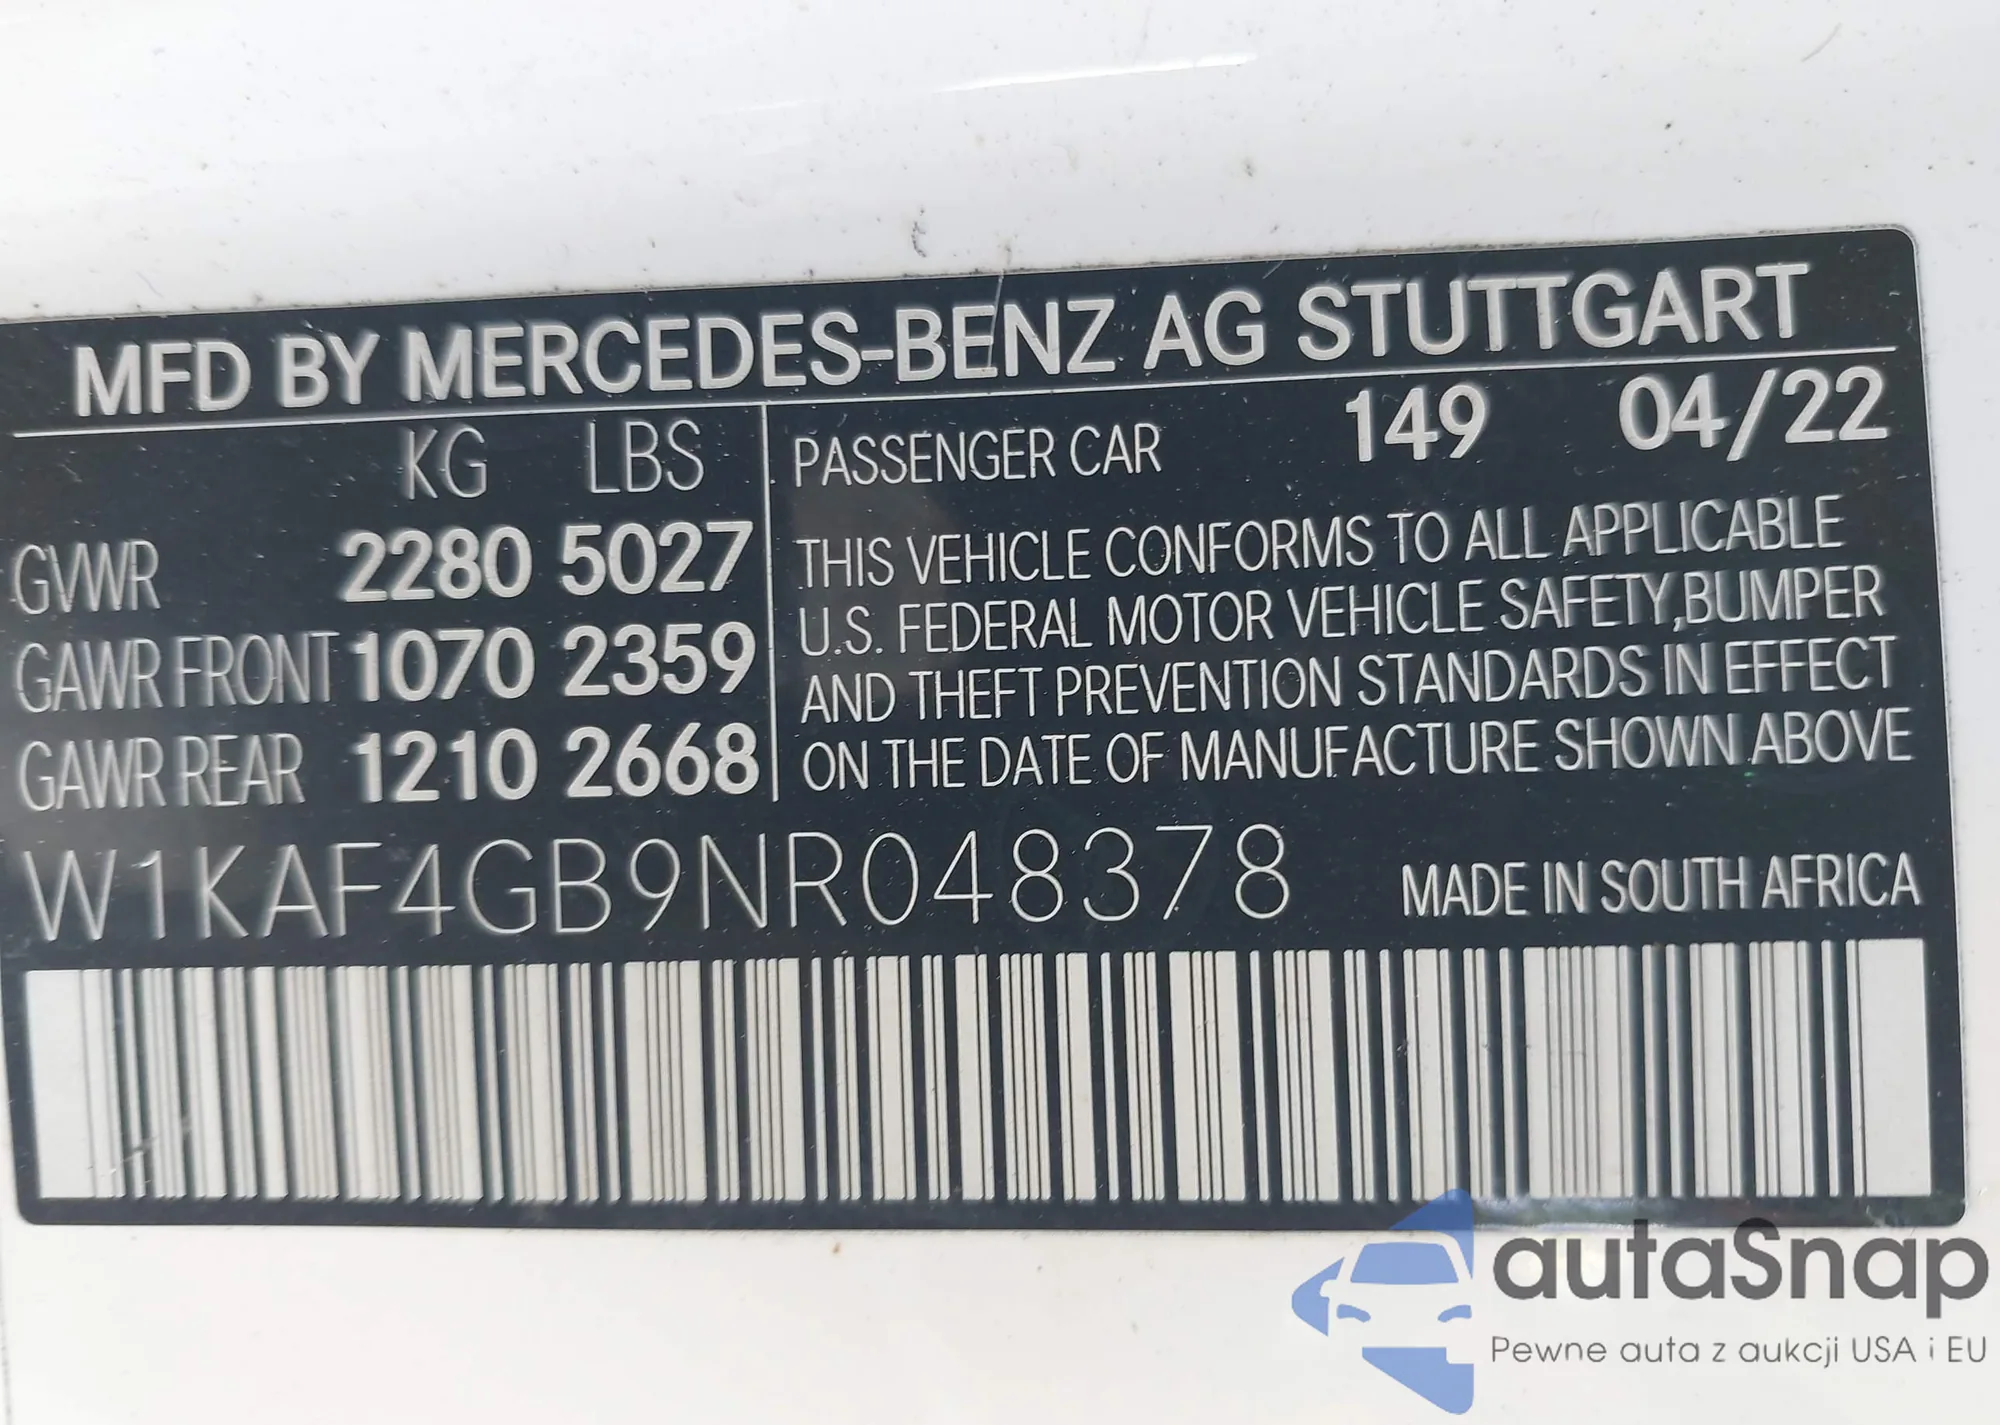 MFD BY MERCEDES-BENZ AG STUTTGART
KG LBS
GVWR 2280 5027
GAWR FRONT 1070 2359
GAWR REAR 1210 2668
PASSENGER CAR 149 04/22
THIS VEHICLE CONFORMS TO ALL APPLICABLE
U.S. FEDERAL MOTOR VEHICLE SAFETY,BUMPER
AND THEFT PREVENTION STANDARDS IN EFFECT
ON THE DATE OF MANUFACTURE SHOWN ABOVE
W1KAF4GB9NR048378
MADE IN SOUTH AFRICA
autaSnap
Pewne auta z aukcji USA i EU